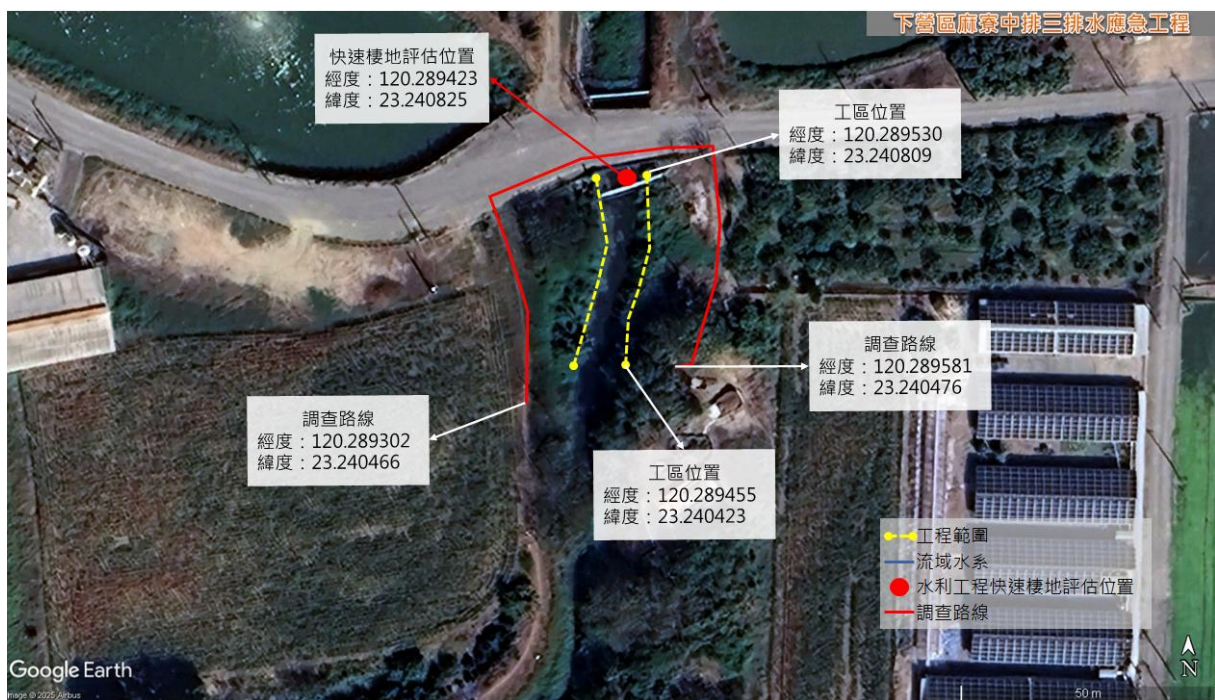 下營區麻寮中排三排水應急工程
快速棲地評估位置
經度：120.289423
緯度：23.240825
工區位置
經度：120.289530
緯度：23.240809
調查路線
經度：120.289581
緯度：23.240476
調查路線
經度：120.289302
緯度：23.240466
工區位置
經度：120.289455
緯度：23.240423
工程範圍
流域水系
水利工程快速棲地評估位置
調查路線
Google Earth
Image © 2025 Airbus
50 m
N